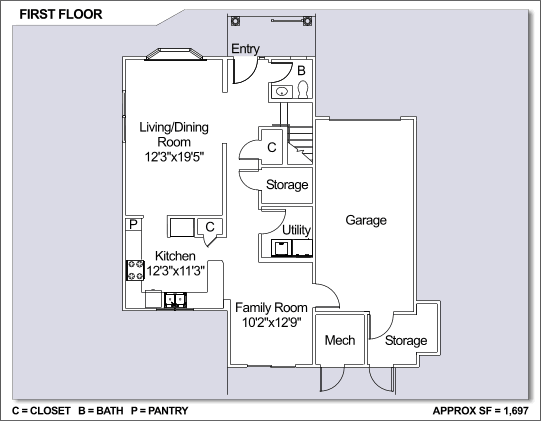 FIRST FLOOR
Entry
B
Living/Dining
Room
12'3"x19'5"
C
Storage
Garage
P
C
Utility
Kitchen
12'3"x11'3"
Family Room
10'2"x12'9"
Mech
Storage
C = CLOSET B = BATH P = PANTRY
APPROX SF = 1,697